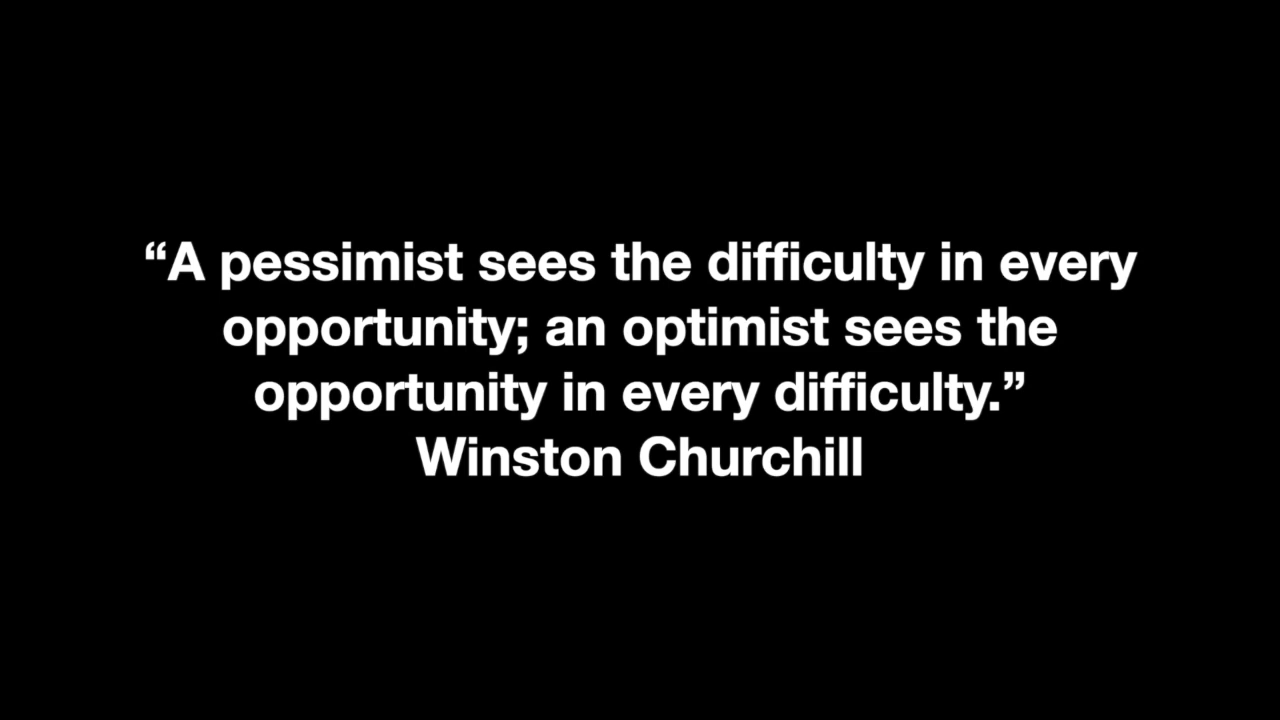 “A pessimist sees the difficulty in every
opportunity; an optimist sees the
opportunity in every difficulty.”
Winston Churchill